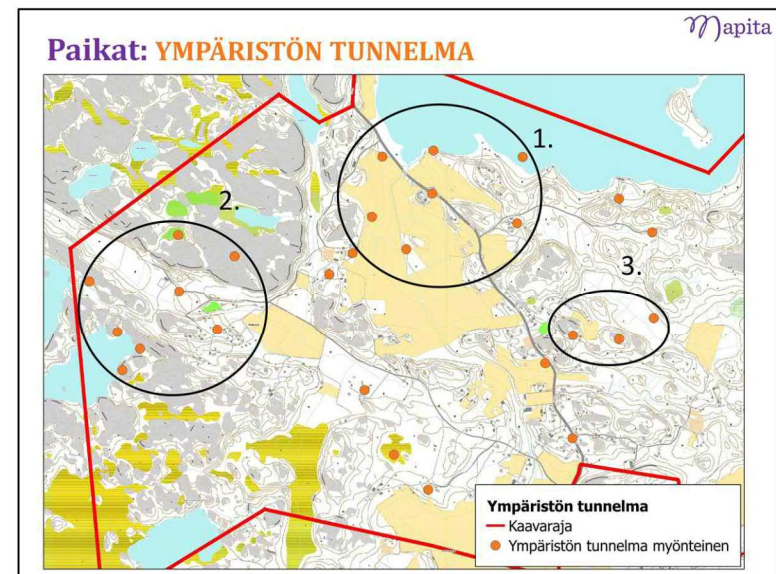 Mapita
Paikat: YMPÄRISTÖN TUNNELMA
1.
2.
3.
Ympäristön tunnelma
Kaavaraja
Ympäristön tunnelma myönteinen